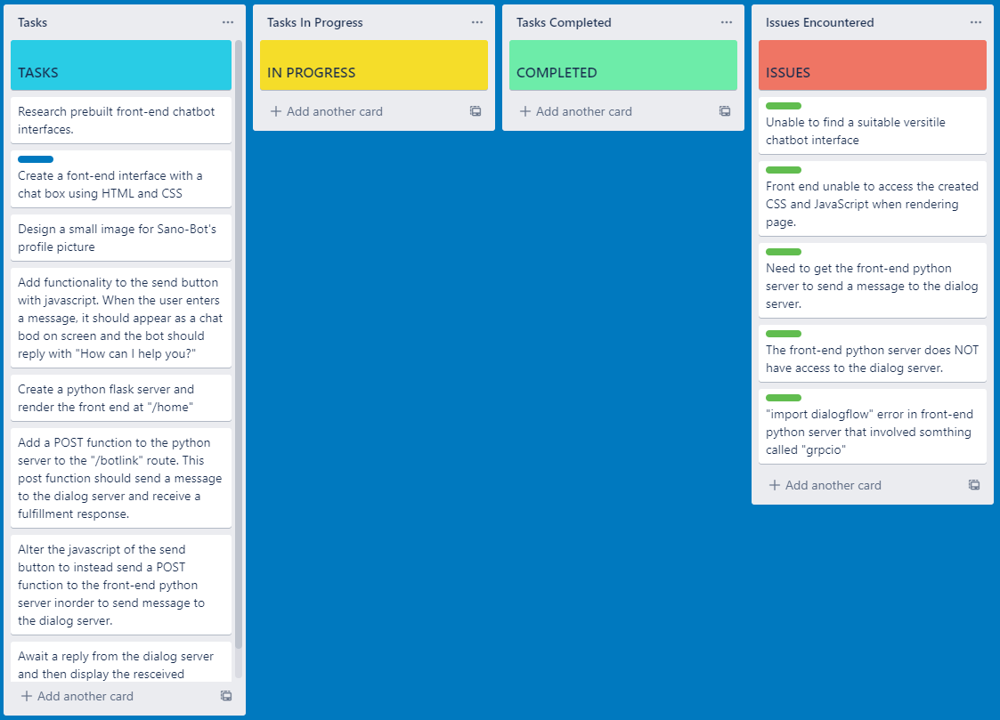 Tasks
TASKS
Research prebuilt front-end chatbot
interfaces.
Create a font-end interface with a
chat box using HTML and CSS
Design a small image for Sano-Bot's
profile picture
Add functionality to the send button
with javascript. When the user enters
a message, it should appear as a chat
bod on screen and the bot should
reply with "How can I help you?"
Create a python flask server and
render the front end at "/home"
Add a POST function to the python
server to the "/botlink" route. This
post function should send a message
to the dialog server and receive a
fulfillment response.
Alter the javascript of the send
button to instead send a POST
function to the front-end python
server inorder to send message to
the dialog server.
Await a reply from the dialog server
and then display the resceived
Add another card
Tasks In Progress
IN PROGRESS
Add another card
Tasks Completed
COMPLETED
Add another card
Issues Encountered
ISSUES
Unable to find a suitable versitile
chatbot interface
Front end unable to access the created
CSS and JavaScript when rendering
page.
Need to get the front-end python
server to send a message to the dialog
server.
The front-end python server does NOT
have access to the dialog server.
"import dialogflow" error in front-end
python server that involved somthing
called "grpcio"
Add another card